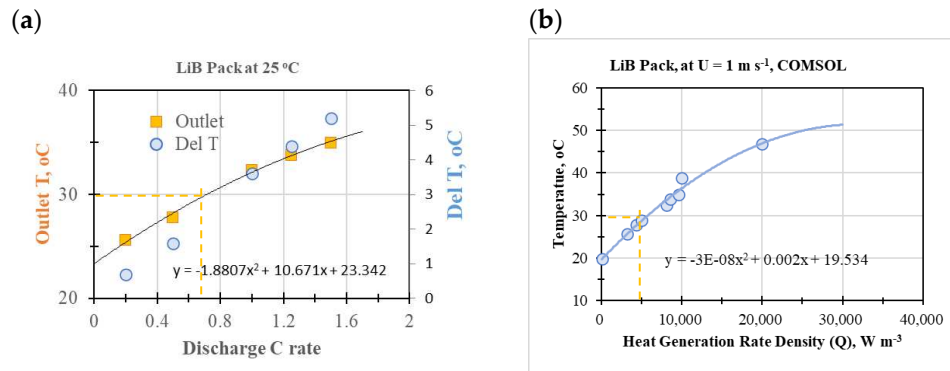 (a)
LiB Pack at 25 °C
40
30
20
Outlet T, oC
Outlet
Del T
y = -1.8807x² + 10.671x + 23.342
6
5
4
3
2
1
0
Del T, oC
0 0.4 0.8 1.2 1.6 2
Discharge C rate
(b)
LiB Pack, at U = 1 m s⁻¹, COMSOL
60
50
40
30
20
10
Temperatue, oC
y = -3E-08x² + 0.002x + 19.534
0 10,000 20,000 30,000 40,000
Heat Generation Rate Density (Q), W m⁻³